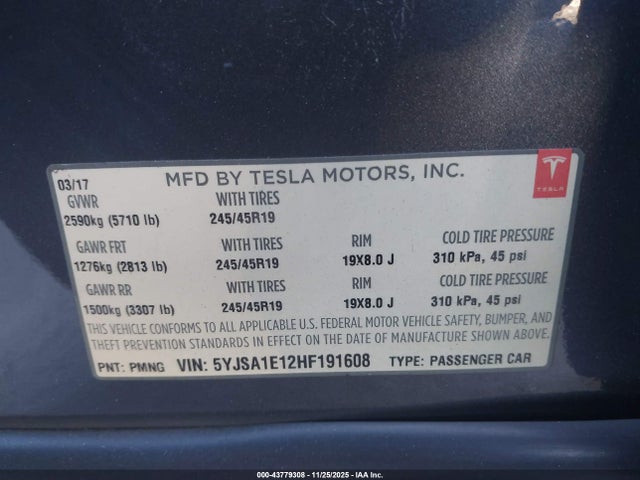 03/17 MFD BY TESLA MOTORS, INC.
TESLA
GVWR WITH TIRES
2590kg (5710 lb) 245/45R19
GAWR FRT WITH TIRES RIM COLD TIRE PRESSURE
1276kg (2813 lb) 245/45R19 19X8.0 J 310 kPa, 45 psi
GAWR RR WITH TIRES RIM COLD TIRE PRESSURE
1500kg (3307 lb) 245/45R19 19X8.0 J 310 kPa, 45 psi
THIS VEHICLE CONFORMS TO ALL APPLICABLE U.S. FEDERAL MOTOR VEHICLE SAFETY, BUMPER, AND
THEFT PREVENTION STANDARDS IN EFFECT ON THE DATE OF MANUFACTURE SHOWN ABOVE.
PNT: PMNG VIN: 5YJSA1E12HF191608 TYPE: PASSENGER CAR
000-43779308 - 11/25/2025 - IAA Inc.